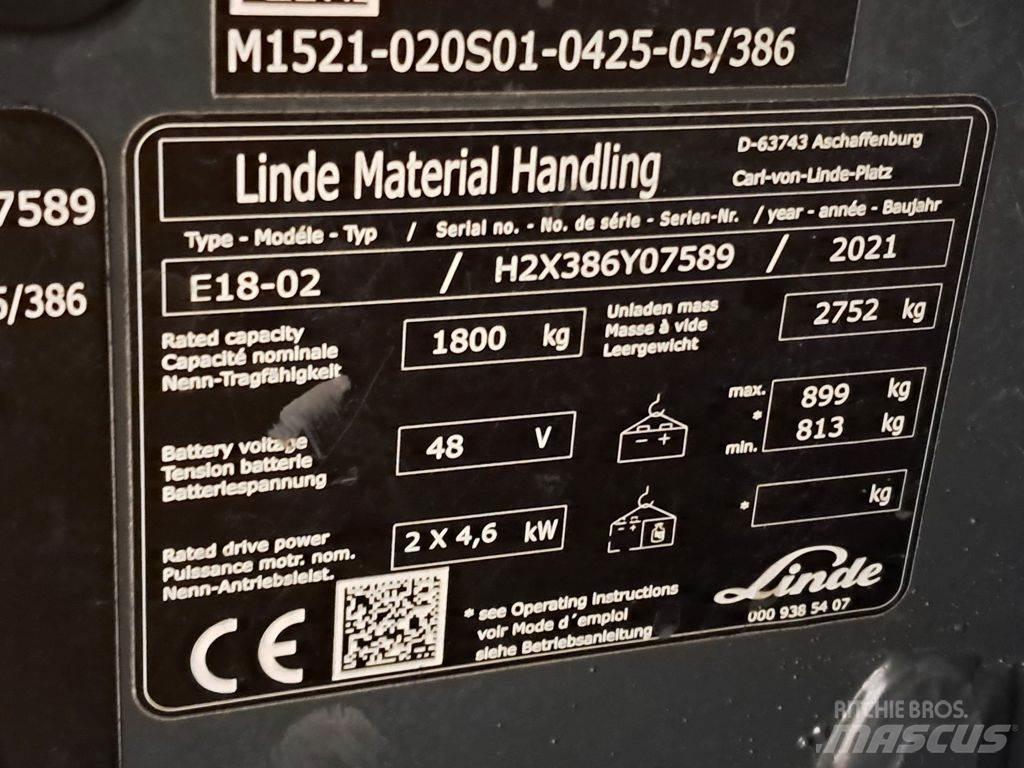 M1521-020S01-0425-05/386
7589
5/386
Linde Material Handling
D-63743 Aschaffenburg
Carl-von-Linde-Platz
Type - Modéle - Typ / Serial no. - No. de série - Serien-Nr. / year - année - Baujahr
E18-02 / H2X386Y07589 / 2021
Rated capacity
Capacité nominale
Nenn-Tragfähigkeit
1800 kg
Unladen mass
Masse à vide
Leergewicht
2752 kg
Battery voltage
Tension batterie
Batteriespannung
48 V
- +
max. 899 kg
*
min. 813 kg
Rated drive power
Puissance motr. nom.
Nenn-Antriebsleist.
2 X 4,6 kW
- +
* kg
CE
* see Operating Instructions
voir Mode d´emploi
siehe Betriebsanleitung
Linde
000 938 54 07
RITCHIE BROS.
MASCUS